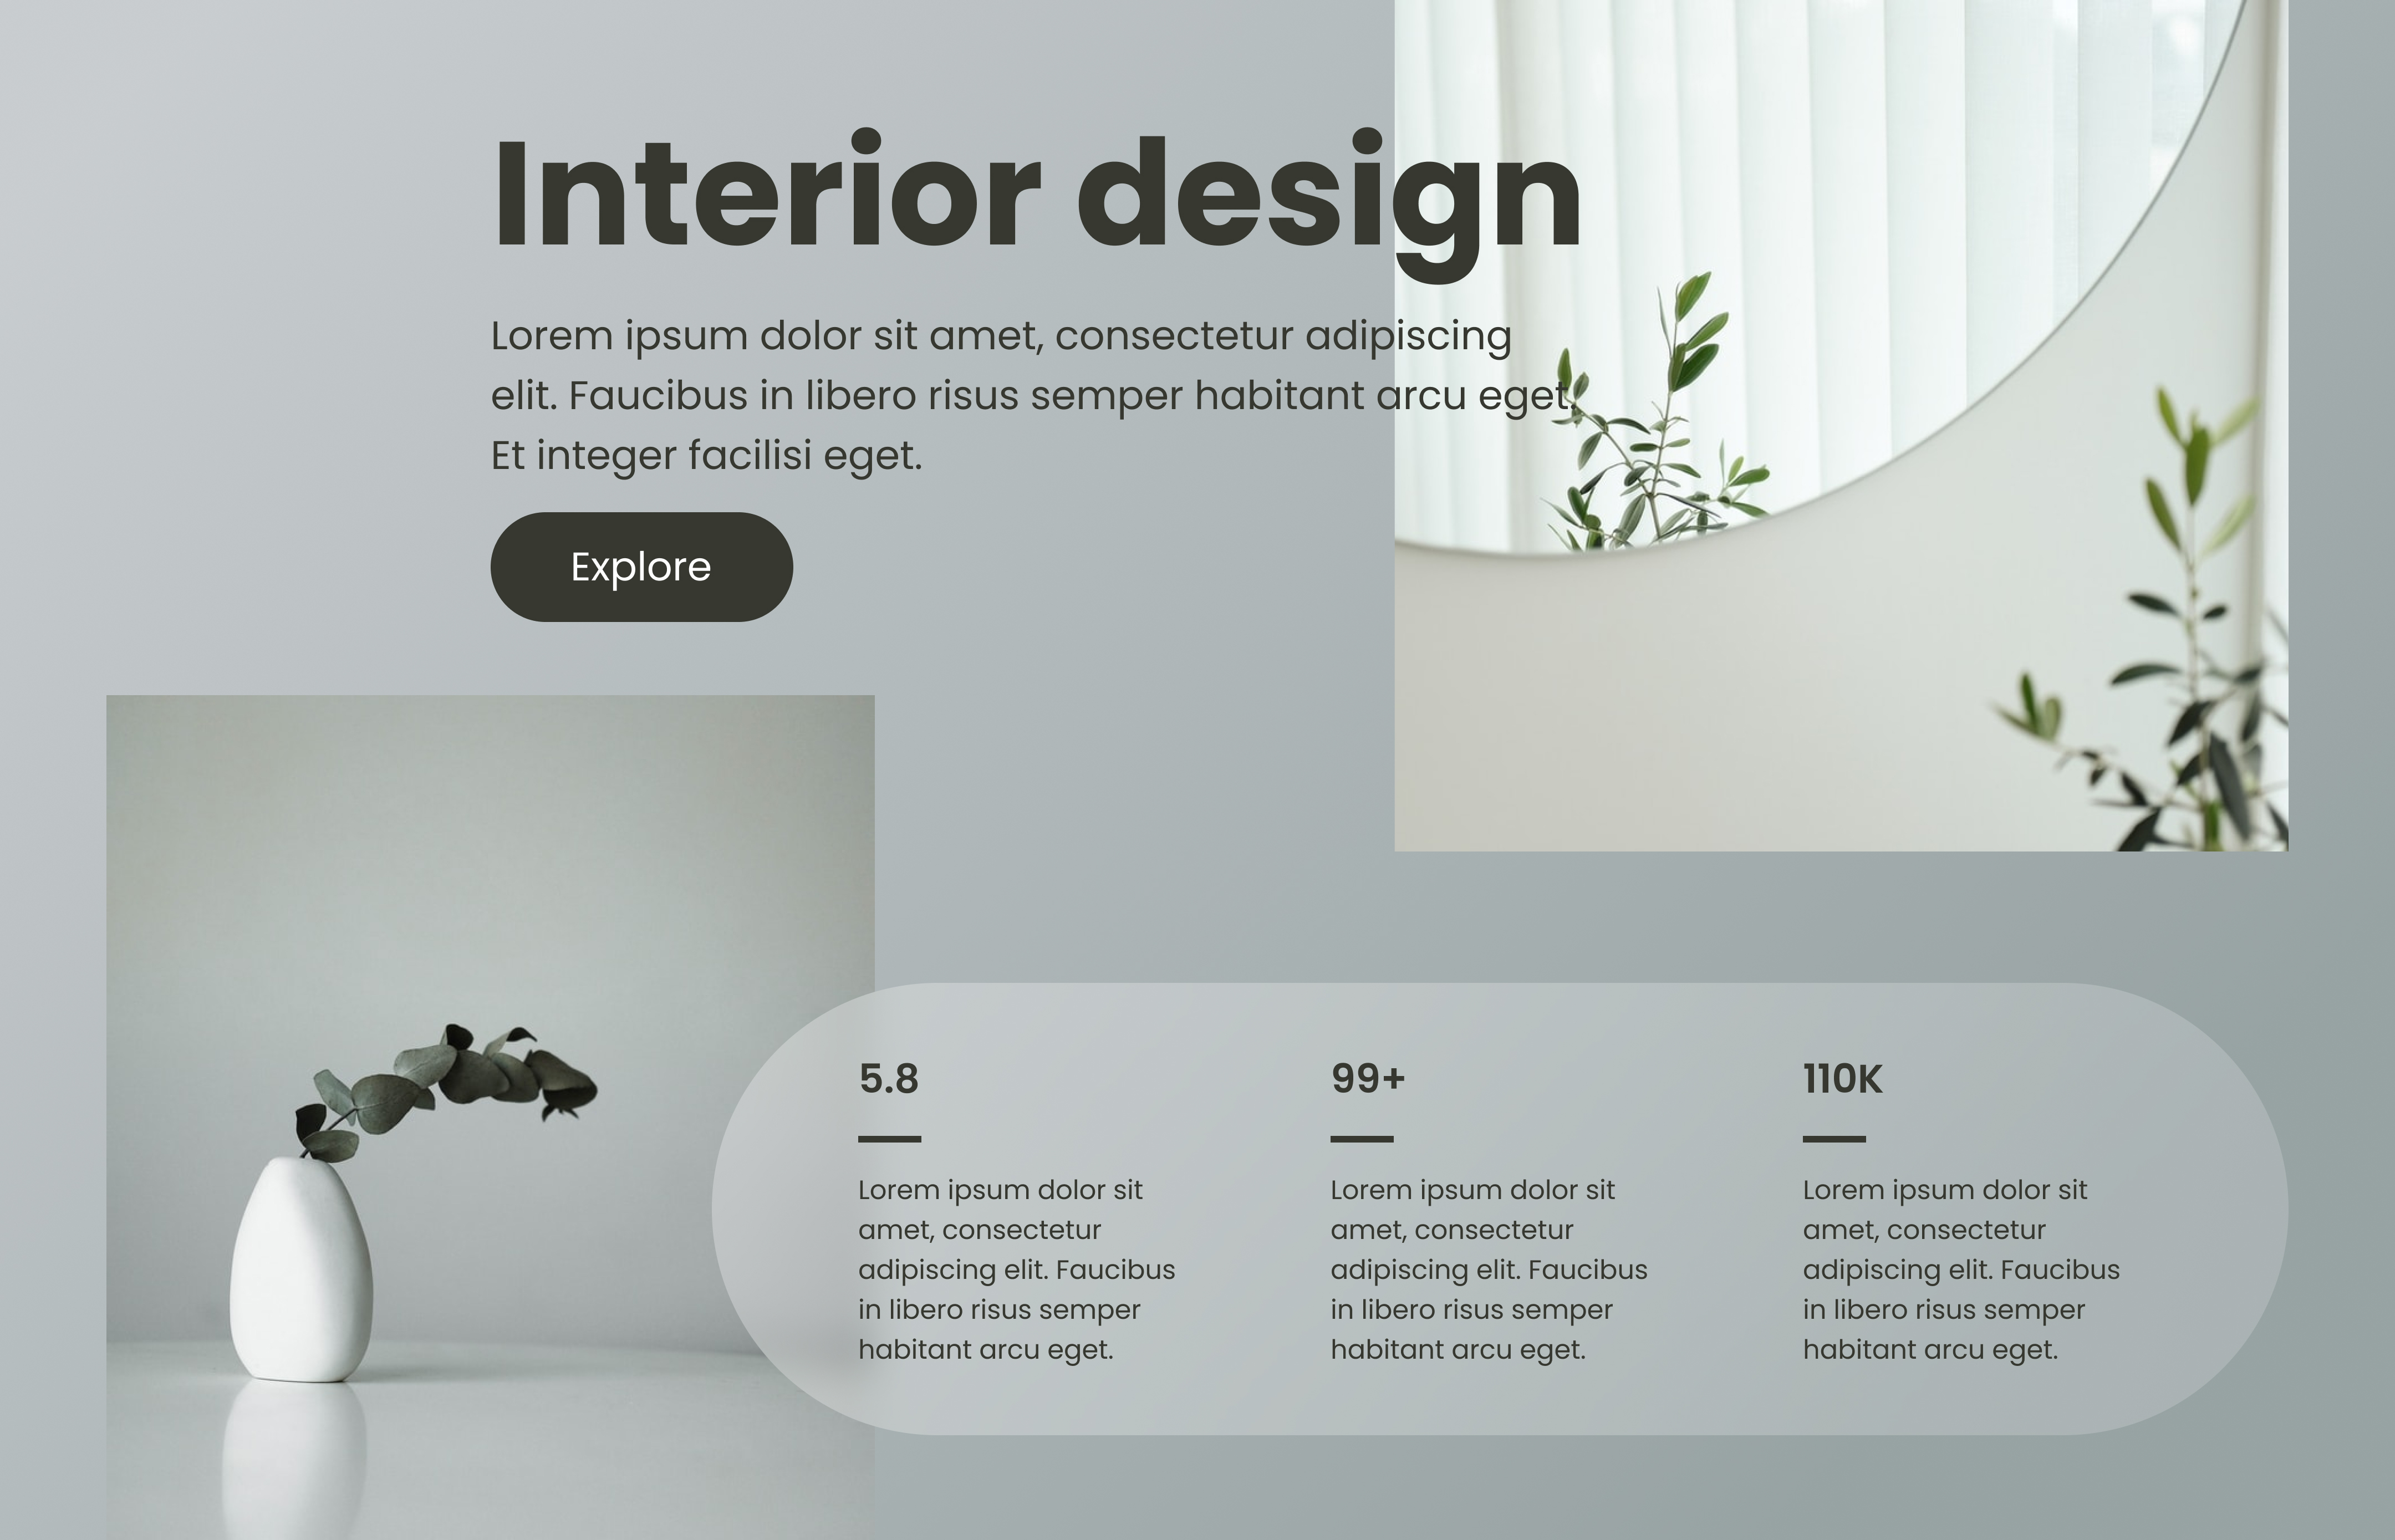 Interior design
Lorem ipsum dolor sit amet, consectetur adipiscing
elit. Faucibus in libero risus semper habitant arcu eget.
Et integer facilisi eget.
Explore
5.8
Lorem ipsum dolor sit
amet, consectetur
adipiscing elit. Faucibus
in libero risus semper
habitant arcu eget.
99+
Lorem ipsum dolor sit
amet, consectetur
adipiscing elit. Faucibus
in libero risus semper
habitant arcu eget.
110K
Lorem ipsum dolor sit
amet, consectetur
adipiscing elit. Faucibus
in libero risus semper
habitant arcu eget.